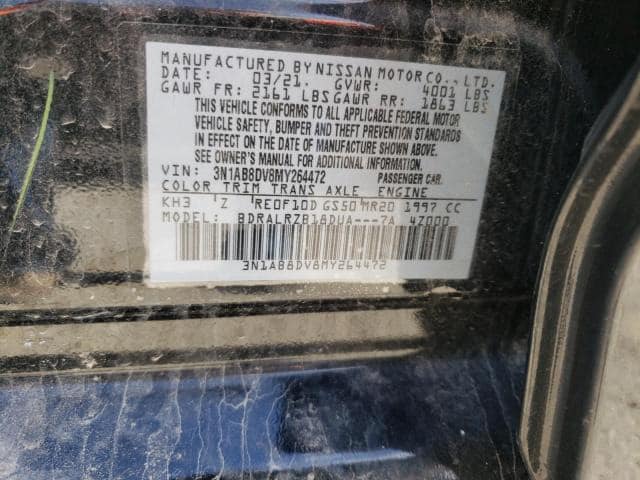 MANUFACTURED BY NISSAN MOTOR CO., LTD.
DATE: 03/21. GVWR: 4001 LBS
GAWR FR: 2161 LBS GAWR RR: 1863 LBS
THIS VEHICLE CONFORMS TO ALL APPLICABLE FEDERAL MOTOR
VEHICLE SAFETY, BUMPER AND THEFT PREVENTION STANDARDS
IN EFFECT ON THE DATE OF MANUFACTURE SHOWN ABOVE.
SEE OWNER'S MANUAL FOR ADDITIONAL INFORMATION.
VIN: 3N1AB8DV8MY264472 PASSENGER CAR.
COLOR TRIM TRANS AXLE ENGINE
KH3 Z RE0F10D GS50 MR20 1997 CC
MODEL: BDRALRZB18DUA---7A 47000
3N1AB8DV8MY264472